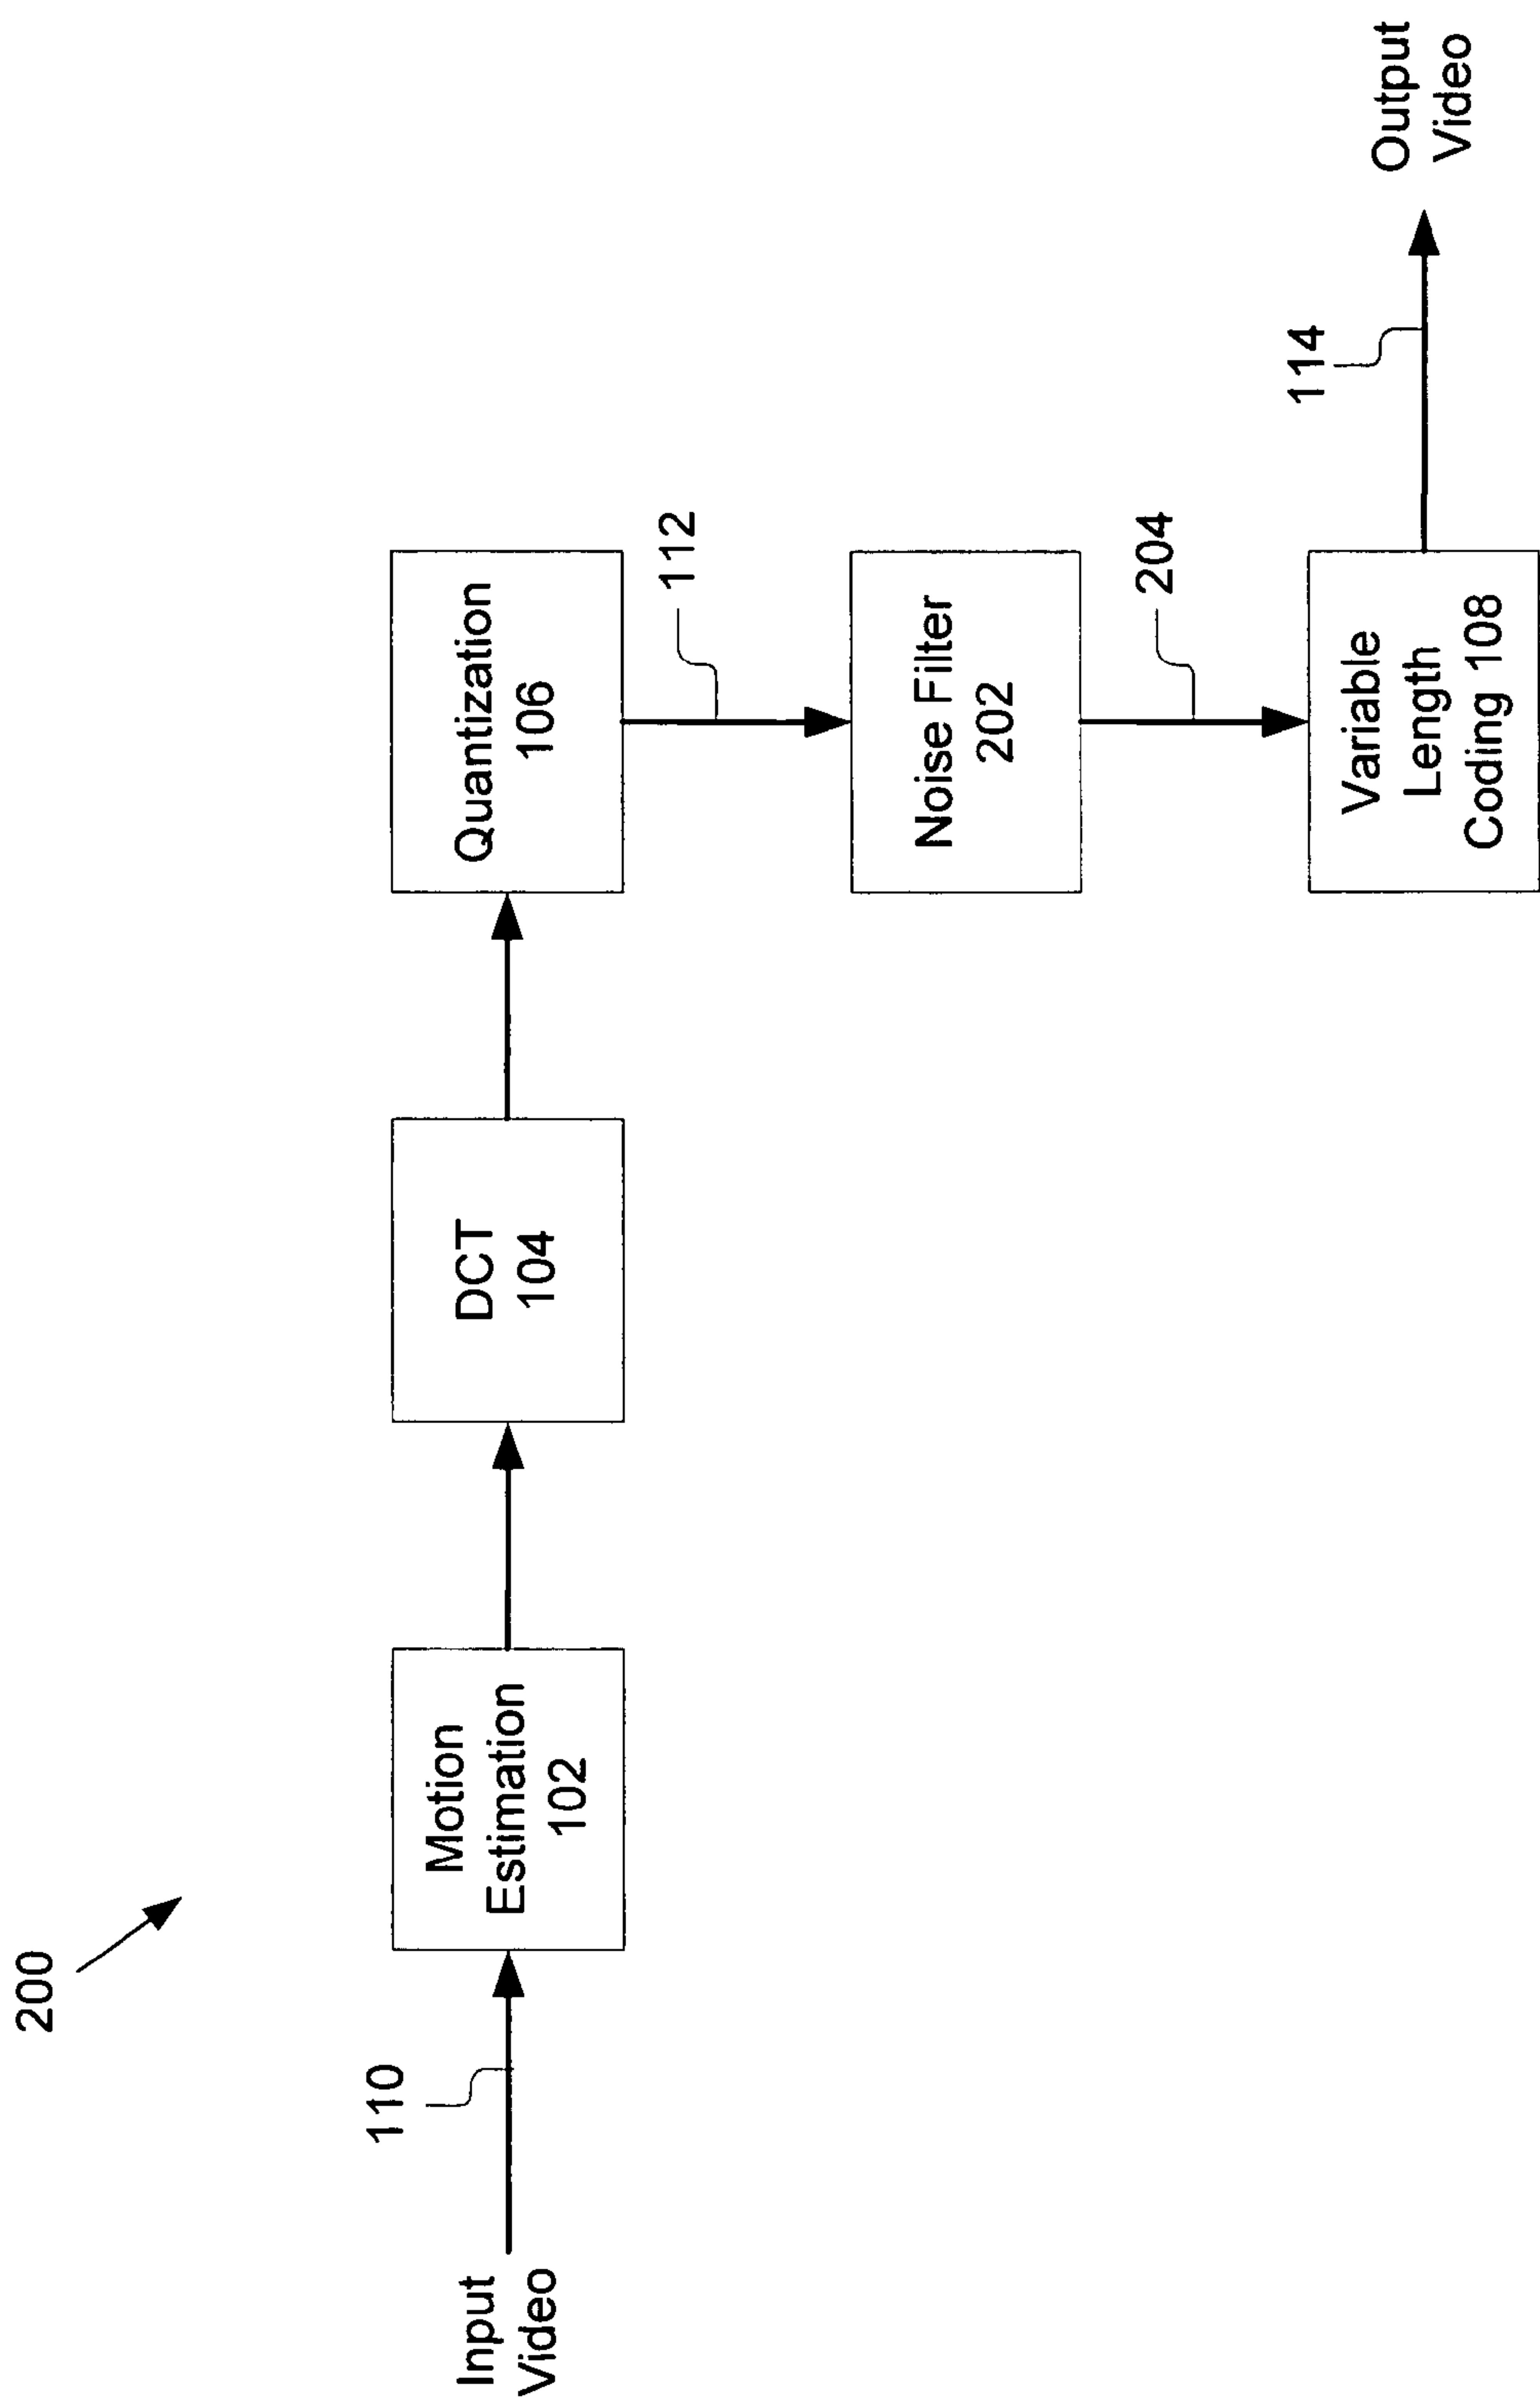 200
Input
Video
110
Motion
Estimation
102
DCT
104
Quantization
106
112
Noise Filter
202
204
Variable
Length
Coding 108
114
Output
Video